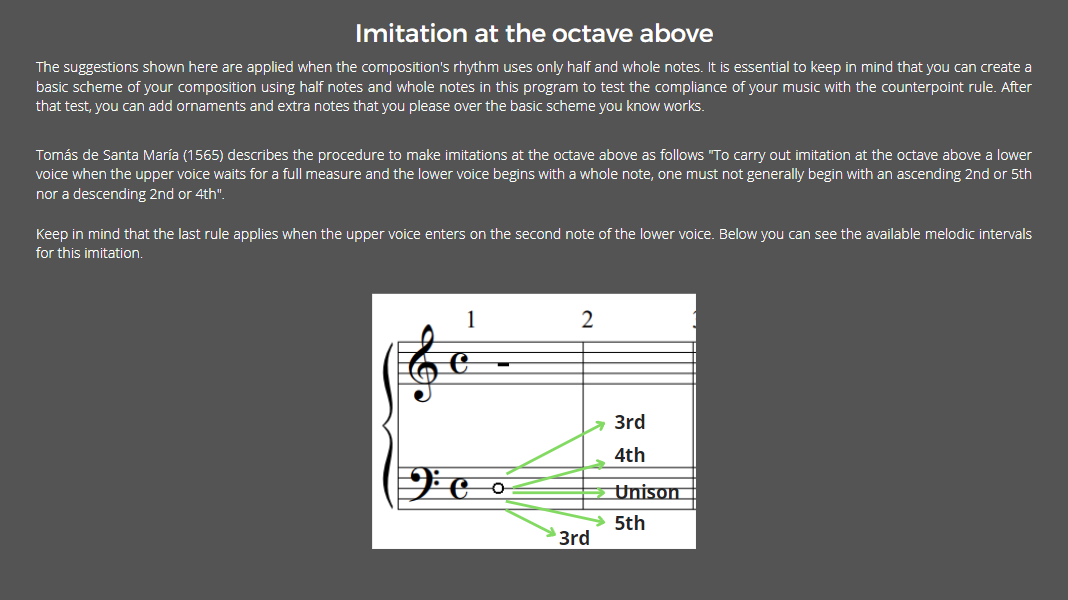 Imitation at the octave above
The suggestions shown here are applied when the composition's rhythm uses only half and whole notes. It is essential to keep in mind that you can create a
basic scheme of your composition using half notes and whole notes in this program to test the compliance of your music with the counterpoint rule. After
that test, you can add ornaments and extra notes that you please over the basic scheme you know works.
Tomás de Santa María (1565) describes the procedure to make imitations at the octave above as follows "To carry out imitation at the octave above a lower
voice when the upper voice waits for a full measure and the lower voice begins with a whole note, one must not generally begin with an ascending 2nd or 5th
nor a descending 2nd or 4th".
Keep in mind that the last rule applies when the upper voice enters on the second note of the lower voice. Below you can see the available melodic intervals
for this imitation.
1 2
3rd
4th
Unison
5th
3rd